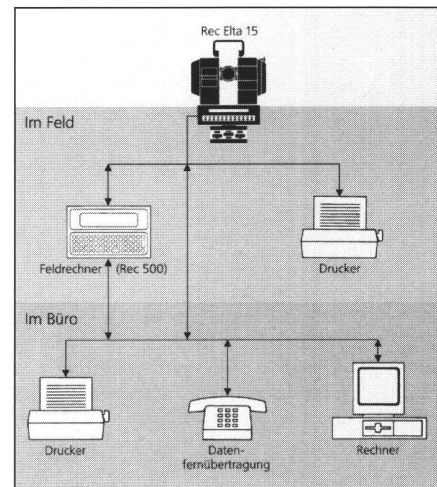 Rec Elta 15
Im Feld
Feldrechner (Rec 500)
Drucker
Im Büro
Drucker
Daten-
fernübertragung
Rechner